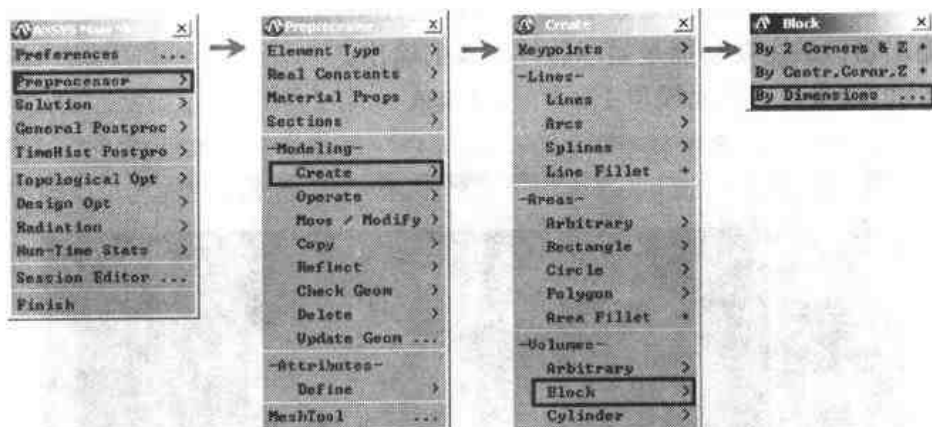 ANSYS
Preferences ...
Preprocessor >
Solution >
General Postproc >
TimeHist Postpro >
Topological Opt >
Design Opt >
Radiation >
Run-Time Stats >
Session Editor ...
Finish
Preprocessor
Element Type >
Real Constants >
Material Props >
Sections >
-Modeling-
Create >
Operate >
Move / Modify >
Copy >
Reflect >
Check Geom >
Delete >
Update Geom ...
-Attributes-
Define >
MeshTool ...
Create
Keypoints >
-Lines-
Lines >
Arcs >
Splines >
Line Fillet +
-Areas-
Arbitrary >
Rectangle >
Circle >
Polygon >
Area Fillet +
-Volumes-
Arbitrary >
Block >
Cylinder >
Block
By 2 Corners & Z +
By Centr,Cornr,Z +
By Dimensions ...